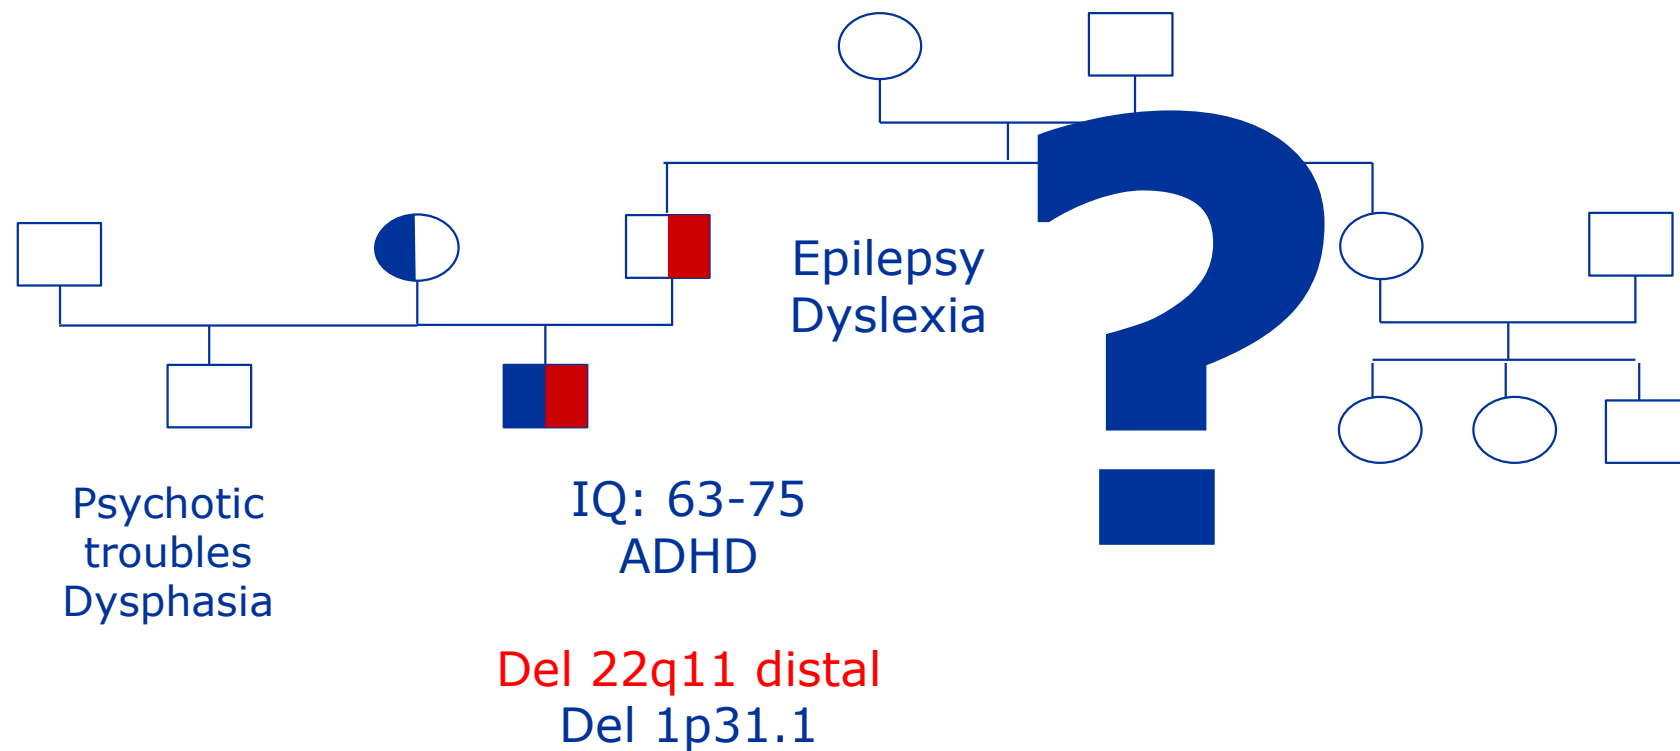 Epilepsy
Dyslexia
?
Psychotic
troubles
Dysphasia
IQ: 63-75
ADHD
Del 22q11 distal
Del 1p31.1